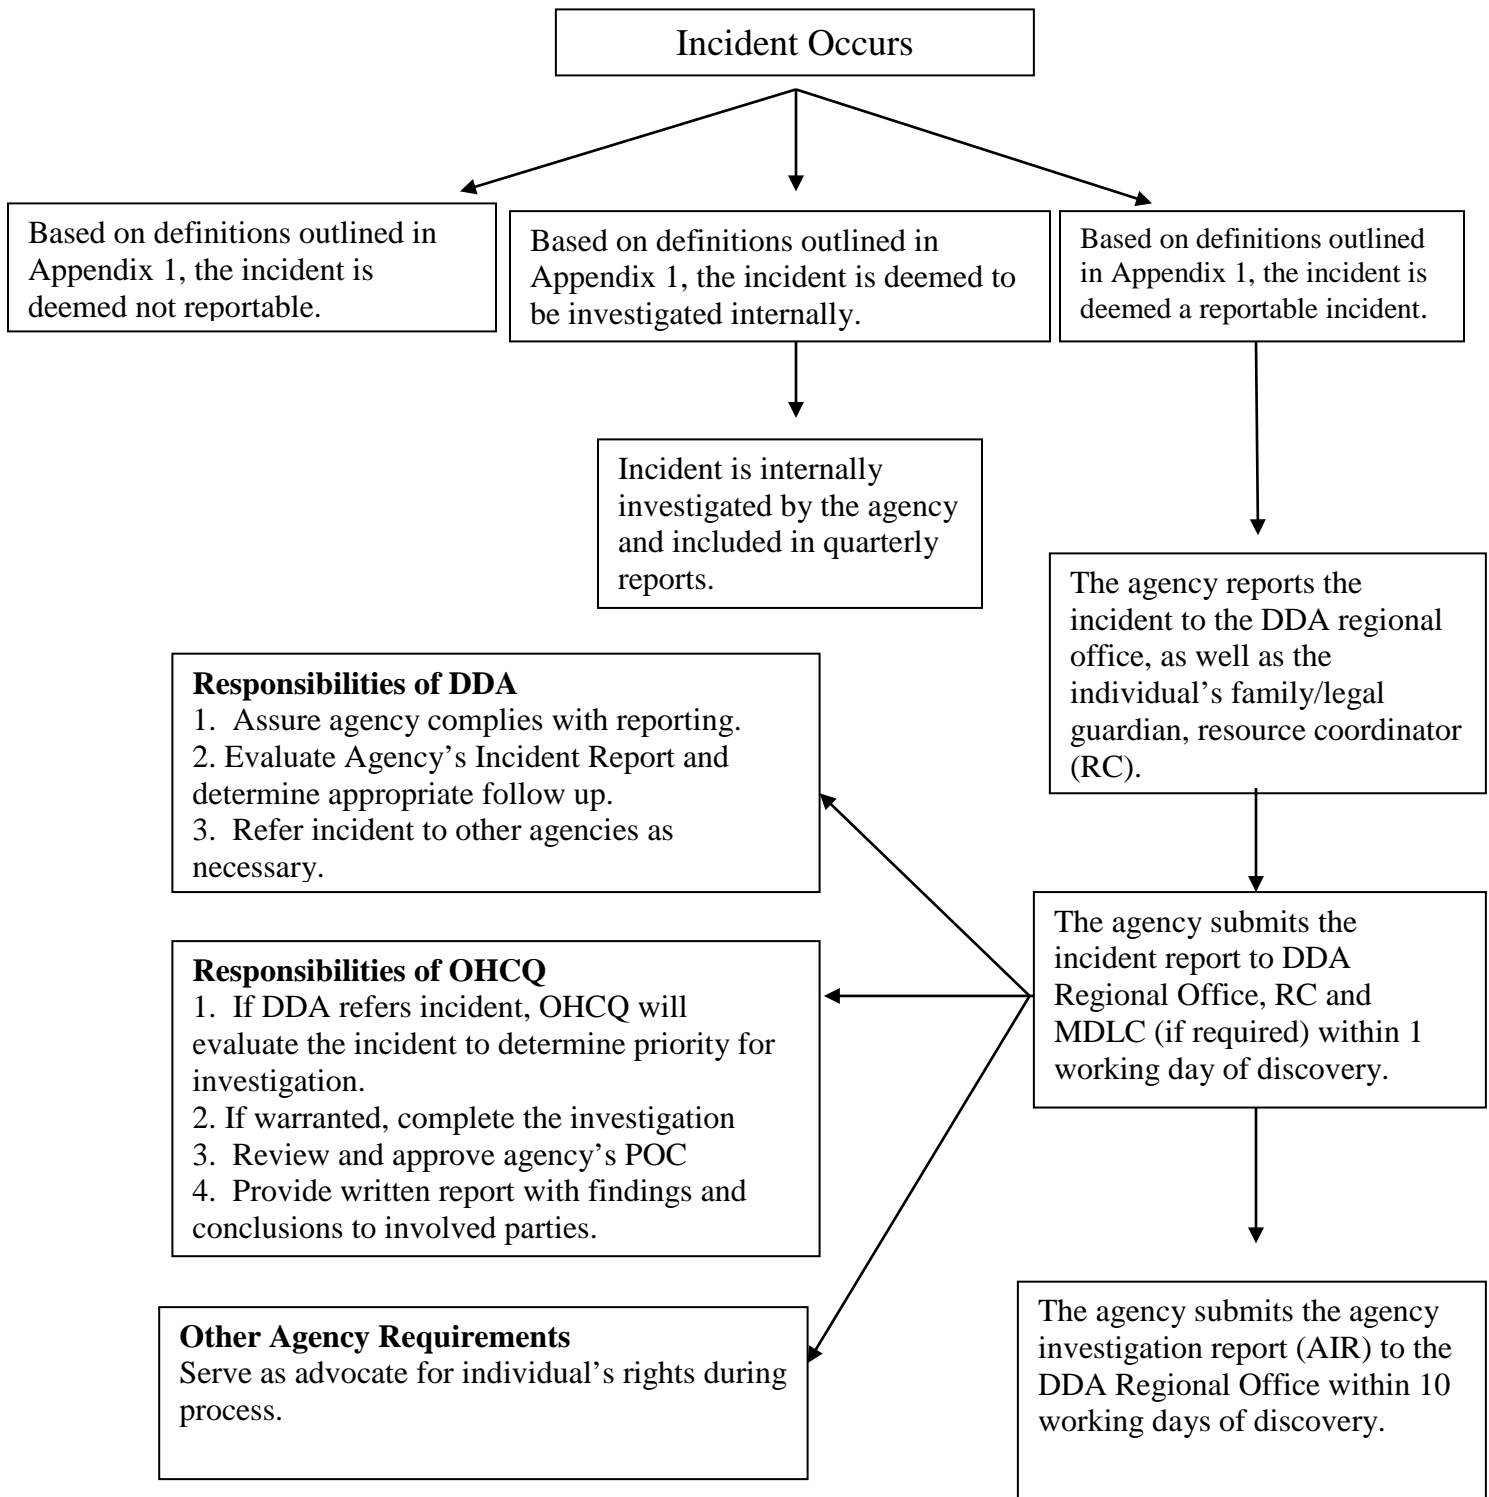 Incident Occurs
Based on definitions outlined in
Appendix 1, the incident is
deemed not reportable.
Based on definitions outlined in
Appendix 1, the incident is deemed to
be investigated internally.
Based on definitions outlined
in Appendix 1, the incident is
deemed a reportable incident.
Incident is internally
investigated by the agency
and included in quarterly
reports.
The agency reports the
incident to the DDA regional
office, as well as the
individual’s family/legal
guardian, resource coordinator
(RC).
Responsibilities of DDA
1.  Assure agency complies with reporting.
2. Evaluate Agency’s Incident Report and
determine appropriate follow up.
3.  Refer incident to other agencies as
necessary.
The agency submits the
incident report to DDA
Regional Office, RC and
MDLC (if required) within 1
working day of discovery.
Responsibilities of OHCQ
1.  If DDA refers incident, OHCQ will
evaluate the incident to determine priority for
investigation.
2. If warranted, complete the investigation
3.  Review and approve agency’s POC
4.  Provide written report with findings and
conclusions to involved parties.
The agency submits the agency
investigation report (AIR) to the
DDA Regional Office within 10
working days of discovery.
Other Agency Requirements
Serve as advocate for individual’s rights during
process.